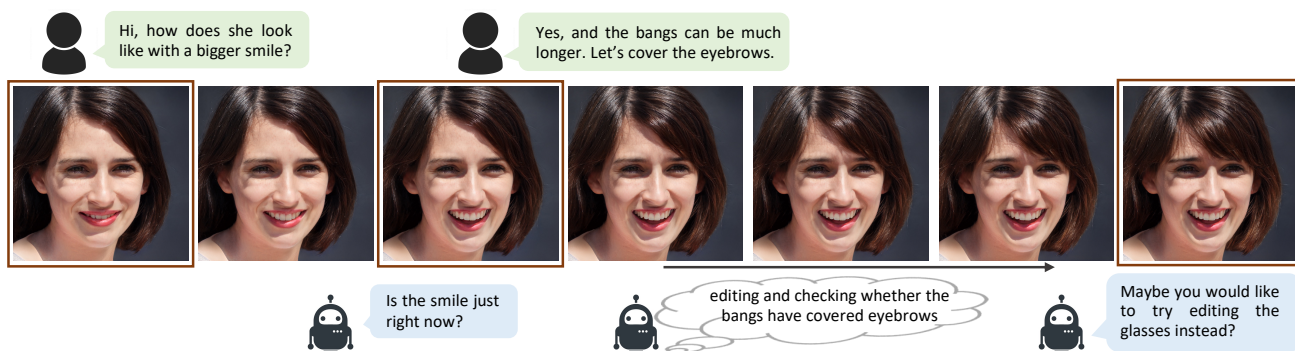 Hi, how does she look
like with a bigger smile?
Yes, and the bangs can be much
longer. Let's cover the eyebrows.
Is the smile just
right now?
editing and checking whether the
bangs have covered eyebrows
Maybe you would like
to try editing the
glasses instead?